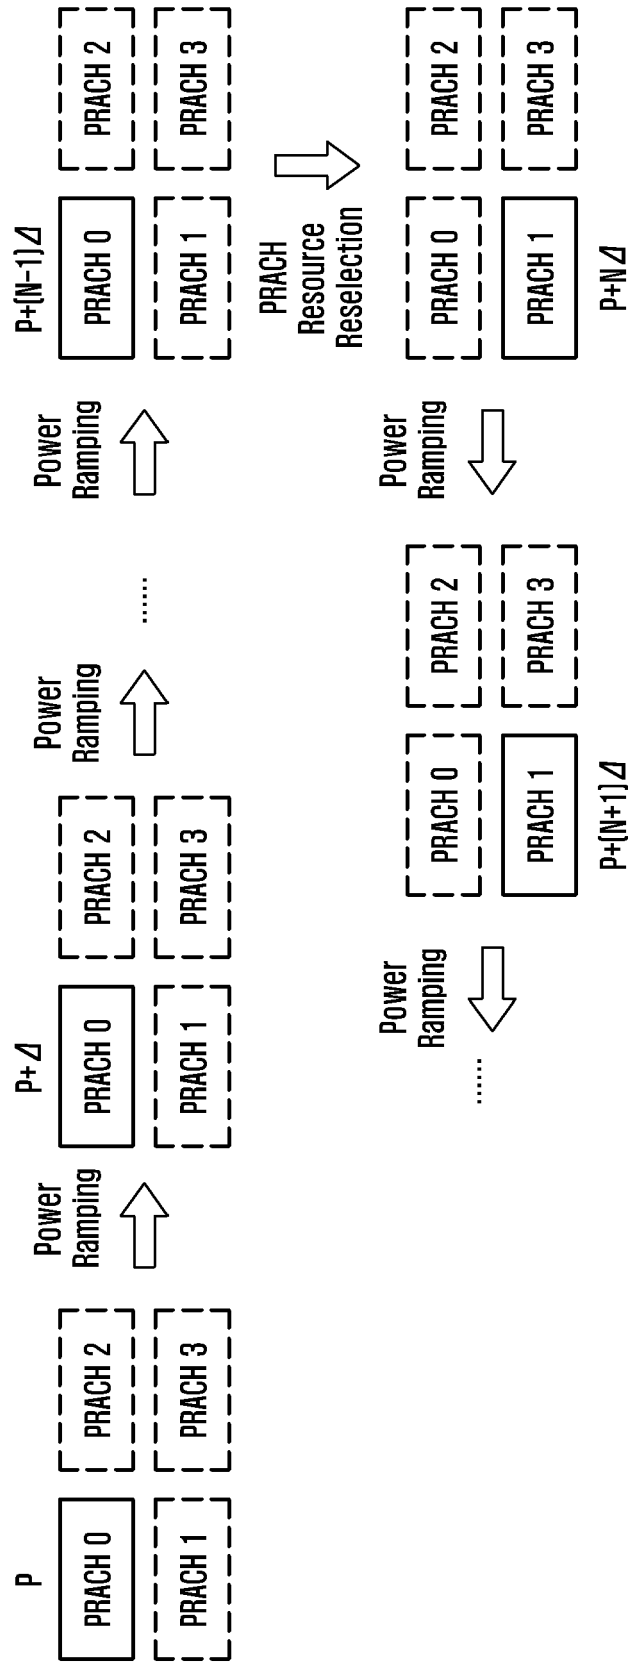 P
PRACH 0
PRACH 2
PRACH 1
PRACH 3
Power
Ramping
P+Δ
PRACH 0
PRACH 2
PRACH 1
PRACH 3
Power
Ramping
......
Power
Ramping
P+(N-1)Δ
PRACH 0
PRACH 2
PRACH 1
PRACH 3
PRACH
Resource
Reselection
PRACH 0
PRACH 2
PRACH 1
PRACH 3
P+NΔ
Power
Ramping
PRACH 0
PRACH 2
PRACH 1
PRACH 3
P+(N+1)Δ
Power
Ramping
......